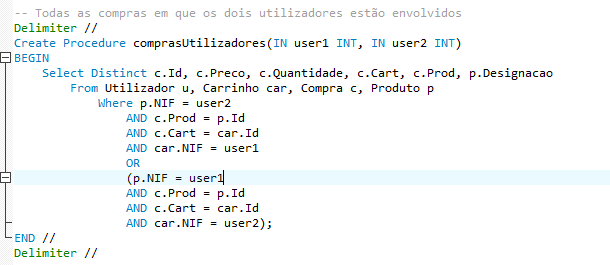 -- Todas as compras em que os dois utilizadores estão envolvidos
Delimiter //
Create Procedure comprasUtilizadores(IN user1 INT, IN user2 INT)
BEGIN
Select Distinct c.Id, c.Preco, c.Quantidade, c.Cart, c.Prod, p.Designacao
From Utilizador u, Carrinho car, Compra c, Produto p
Where p.NIF = user2
AND c.Prod = p.Id
AND c.Cart = car.Id
AND car.NIF = user1
OR
(p.NIF = user1
AND c.Prod = p.Id
AND c.Cart = car.Id
AND car.NIF = user2);
END //
Delimiter //